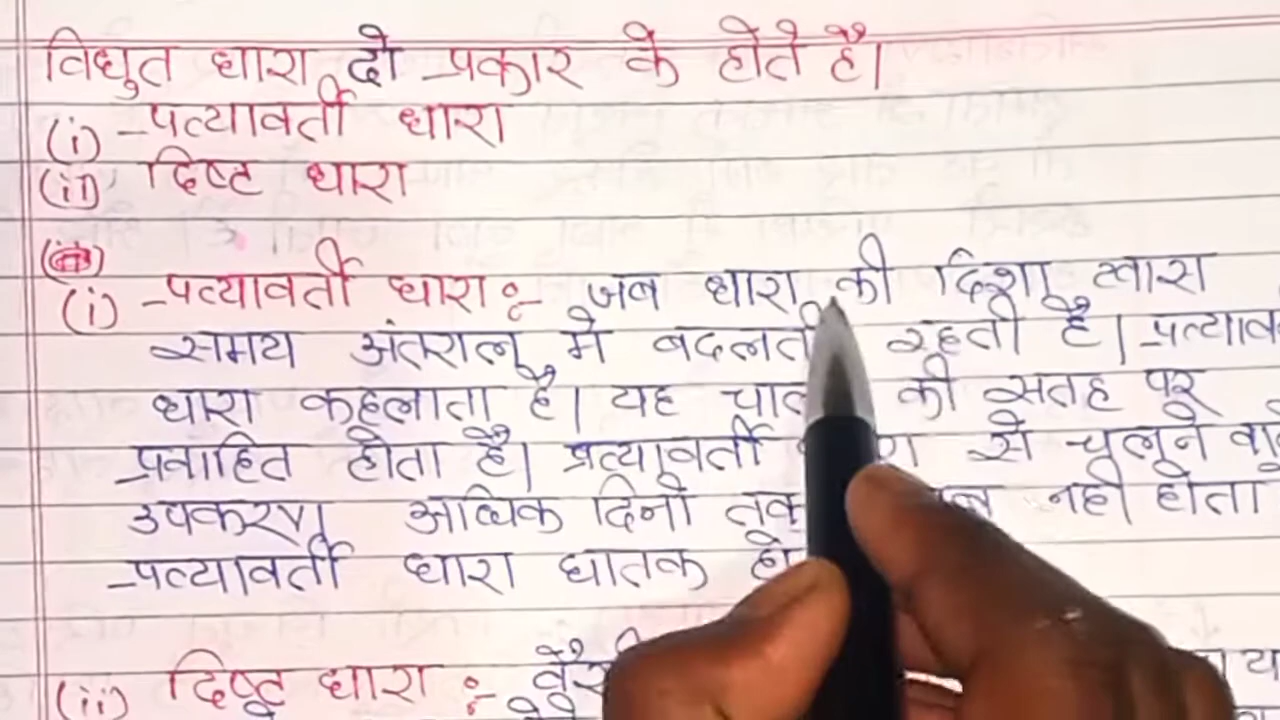 विधुत धारा दो प्रकार के होते है।
(i) प्रत्यावर्ती धारा
(ii) दिष्ट धारा
(i) प्रत्यावर्ती धारा :- जब धारा की दिशा खास
समय अंतराल में बदलती रहती है। प्रत्याव
धारा कहलाता है। यह की सतह पर
प्रवाहित होता है। प्रत्यावर्ती से चलने
उपकरण अधिक दिनों तक नहीं होता
प्रत्यावर्ती धारा घातक
(ii) दिष्ट धारा :-